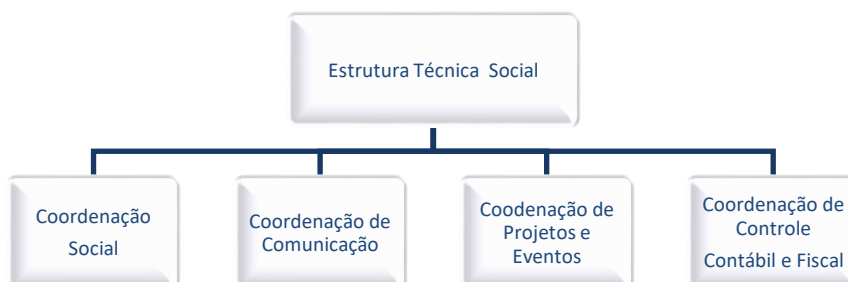 Estrutura Técnica Social
Coordenação
Social
Coordenação de
Comunicação
Coodenação de
Projetos e
Eventos
Coordenação de
Controle
Contábil e Fiscal